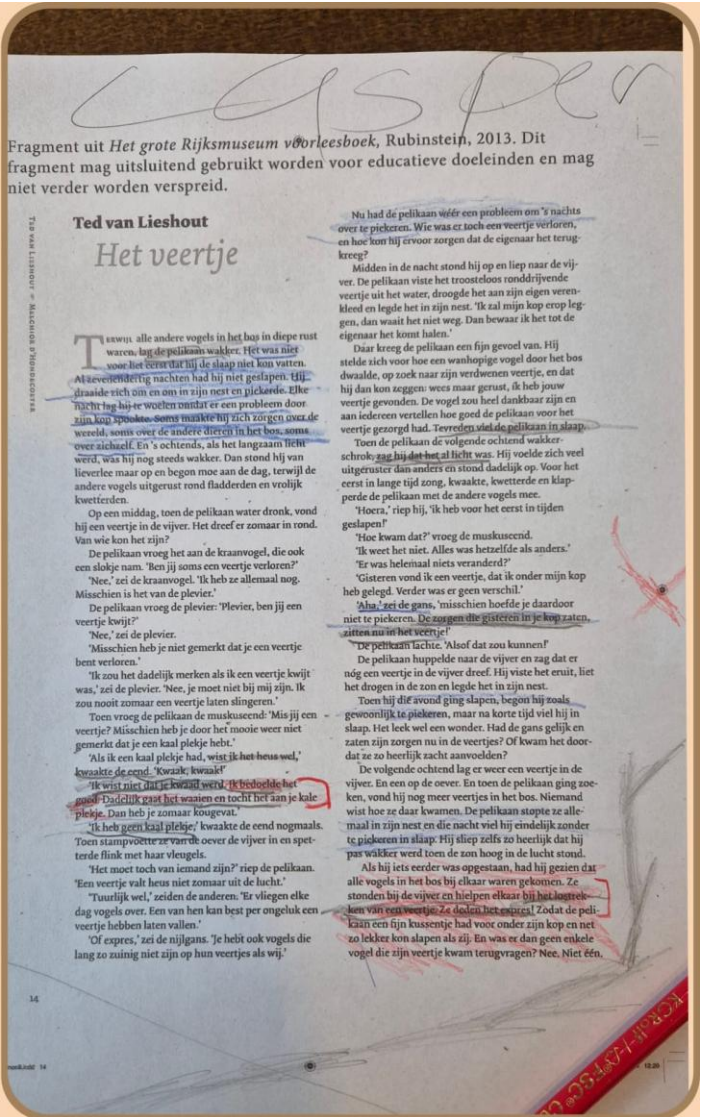 Casper
Fragment uit Het grote Rijksmuseum voorleesboek, Rubinstein, 2013. Dit
fragment mag uitsluitend gebruikt worden voor educatieve doeleinden en mag
niet verder worden verspreid.
TED VAN LIESHOUT
MELCHIOR D'HONDECOETER
Ted van Lieshout
Het veertje
TERWIJL alle andere vogels in het bos in diepe rust
waren, lag de pelikaan wakker. Het was niet
voor het eerst dat hij de slaap niet kon vatten.
Al zevenendertig nachten had hij niet geslapen. Hij
draaide zich om en om in zijn nest en piekerde. Elke
nacht lag hij te woelen omdat er een probleem door
zijn kop spookte. Soms maakte hij zich zorgen over de
wereld, soms over de andere dieren in het bos, soms
over zichzelf. En 's ochtends, als het langzaam licht
werd, was hij nog steeds wakker. Dan stond hij van
lieverlee maar op en begon moe aan de dag, terwijl de
andere vogels uitgerust rond fladderden en vrolijk
kwetterden.
Op een middag, toen de pelikaan water dronk, vond
hij een veertje in de vijver. Het dreef er zomaar in rond.
Van wie kon het zijn?
De pelikaan vroeg het aan de kraanvogel, die ook
een slokje nam. 'Ben jij soms een veertje verloren?'
'Nee,' zei de kraanvogel. 'Ik heb ze allemaal nog.
Misschien is het van de plevier.'
De pelikaan vroeg de plevier: 'Plevier, ben jij een
veertje kwijt?'
'Nee,' zei de plevier.
'Misschien heb je niet gemerkt dat je een veertje
bent verloren.'
'Ik zou het dadelijk merken als ik een veertje kwijt
was,' zei de plevier. 'Nee, je moet niet bij mij zijn. Ik
zou nooit zomaar een veertje laten slingeren.'
Toen vroeg de pelikaan de muskuseend: 'Mis jij een
veertje? Misschien heb je door het mooie weer niet
gemerkt dat je een kaal plekje hebt.'
'Als ik een kaal plekje had, wist ik het heus wel,'
kwaakte de eend. 'Kwaak, kwaak!'
'Ik wist niet dat je kwaad werd. Ik bedoelde het
goed. Dadelijk gaat het waaien en tocht het aan je kale
plekje. Dan heb je zomaar kougevat.'
'Ik heb geen kaal plekje,' kwaakte de eend nogmaals.
Toen stampvoette ze van de oever de vijver in en spet-
terde flink met haar vleugels.
'Het moet toch van iemand zijn?' riep de pelikaan.
'Een veertje valt heus niet zomaar uit de lucht.'
'Tuurlijk wel,' zeiden de anderen. 'Er vliegen elke
dag vogels over. Een van hen kan best per ongeluk een
veertje hebben laten vallen.'
'Of expres,' zei de nijlgans. 'Je hebt ook vogels die
lang zo zuinig niet zijn op hun veertjes als wij.'
Nu had de pelikaan wéér een probleem om 's nachts
over te piekeren. Wie was er toch een veertje verloren,
en hoe kon hij ervoor zorgen dat de eigenaar het terug-
kreeg?
Midden in de nacht stond hij op en liep naar de vij-
ver. De pelikaan viste het troosteloos ronddrijvende
veertje uit het water, droogde het aan zijn eigen veren-
kleed en legde het in zijn nest. 'Ik zal mijn kop erop leg-
gen, dan waait het niet weg. Dan bewaar ik het tot de
eigenaar het komt halen.'
Daar kreeg de pelikaan een fijn gevoel van. Hij
stelde zich voor hoe een wanhopige vogel door het bos
dwaalde, op zoek naar zijn verdwenen veertje, en dat
hij dan kon zeggen: wees maar gerust, ik heb jouw
veertje gevonden. De vogel zou heel dankbaar zijn en
aan iedereen vertellen hoe goed de pelikaan voor het
veertje gezorgd had. Tevreden viel de pelikaan in slaap.
Toen de pelikaan de volgende ochtend wakker-
schrok, zag hij dat het al licht was. Hij voelde zich veel
uitgeruster dan anders en stond dadelijk op. Voor het
eerst in lange tijd zong, kwaakte, kwetterde en klap-
perde de pelikaan met de andere vogels mee.
'Hoera,' riep hij, 'ik heb voor het eerst in tijden
geslapen!'
'Hoe kwam dat?' vroeg de muskuseend.
'Ik weet het niet. Alles was hetzelfde als anders.'
'Er was helemaal niets veranderd?'
'Gisteren vond ik een veertje, dat ik onder mijn kop
heb gelegd. Verder was er geen verschil.'
'Aha,' zei de gans, 'misschien hoefde je daardoor
niet te piekeren. De zorgen die gisteren in je kop zaten,
zitten nu in het veertje!'
De pelikaan lachte. 'Alsof dat zou kunnen!'
De pelikaan huppelde naar de vijver en zag dat er
nóg een veertje in de vijver dreef. Hij viste het eruit, liet
het drogen in de zon en legde het in zijn nest.
Toen hij die avond ging slapen, begon hij zoals
gewoonlijk te piekeren, maar na korte tijd viel hij in
slaap. Het leek wel een wonder. Had de gans gelijk en
zaten zijn zorgen nu in de veertjes? Of kwam het door-
dat ze zo heerlijk zacht aanvoelden?
De volgende ochtend lag er weer een veertje in de
vijver. En een op de oever. En toen de pelikaan ging zoe-
ken, vond hij nog meer veertjes in het bos. Niemand
wist hoe ze daar kwamen. De pelikaan stopte ze alle-
maal in zijn nest en die nacht viel hij eindelijk zonder
te piekeren in slaap. Hij sliep zelfs zo heerlijk dat hij
pas wakker werd toen de zon hoog in de lucht stond.
Als hij iets eerder was opgestaan, had hij gezien dat
alle vogels in het bos bij elkaar waren gekomen. Ze
stonden bij de vijver en hielpen elkaar bij het lostrek-
ken van een veertje. Ze deden het expres! Zodat de peli-
kaan een fijn kussentje had voor onder zijn kop en net
zo lekker kon slapen als zij. En was er dan geen enkele
vogel die zijn veertje kwam terugvragen? Nee. Niet één.
14
12:26